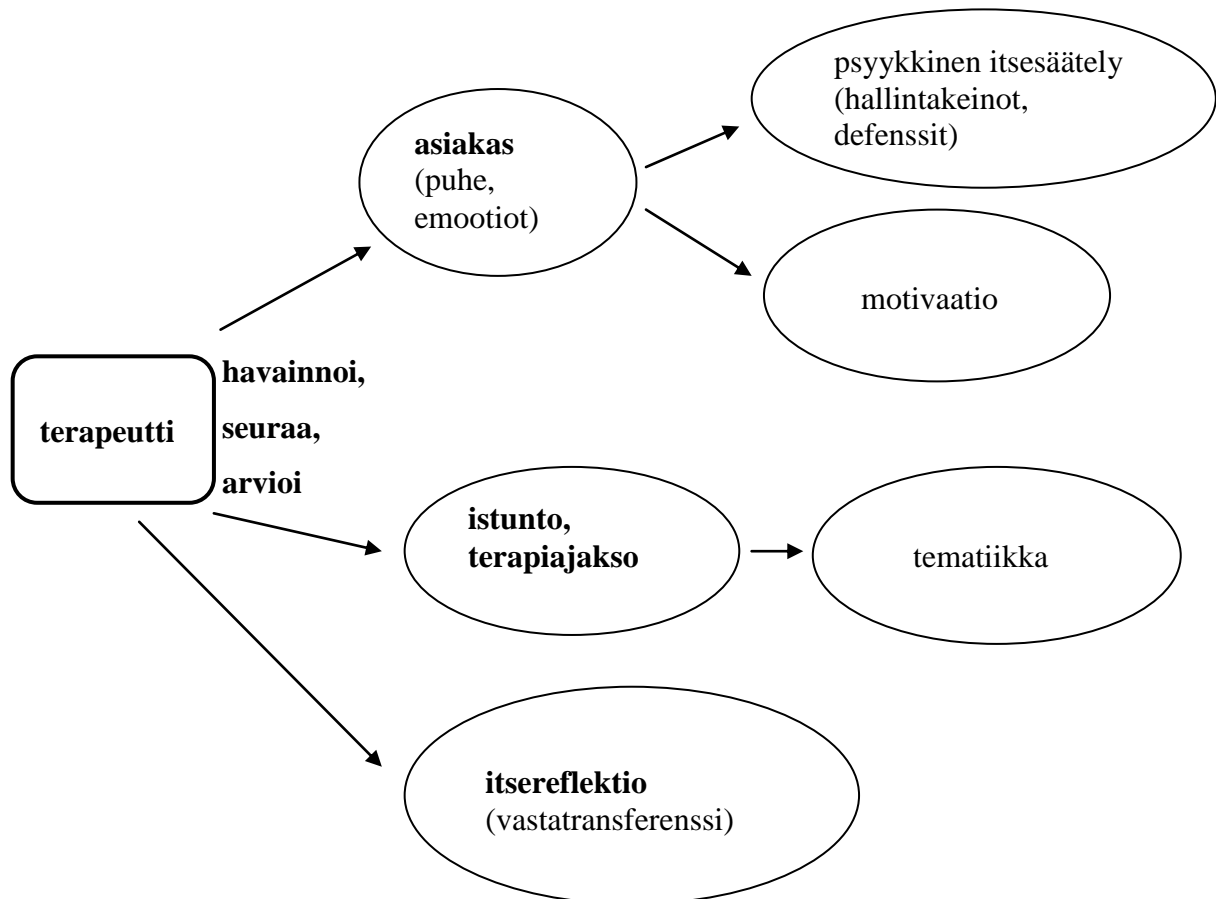 psyykkinen itsesäätely
(hallintakeinot,
defenssit)
asiakas
(puhe,
emootiot)
motivaatio
havainnoi,
terapeutti
seuraa,
arvioi
istunto,
terapiajakso
tematiikka
itsereflektio
(vastatransferenssi)